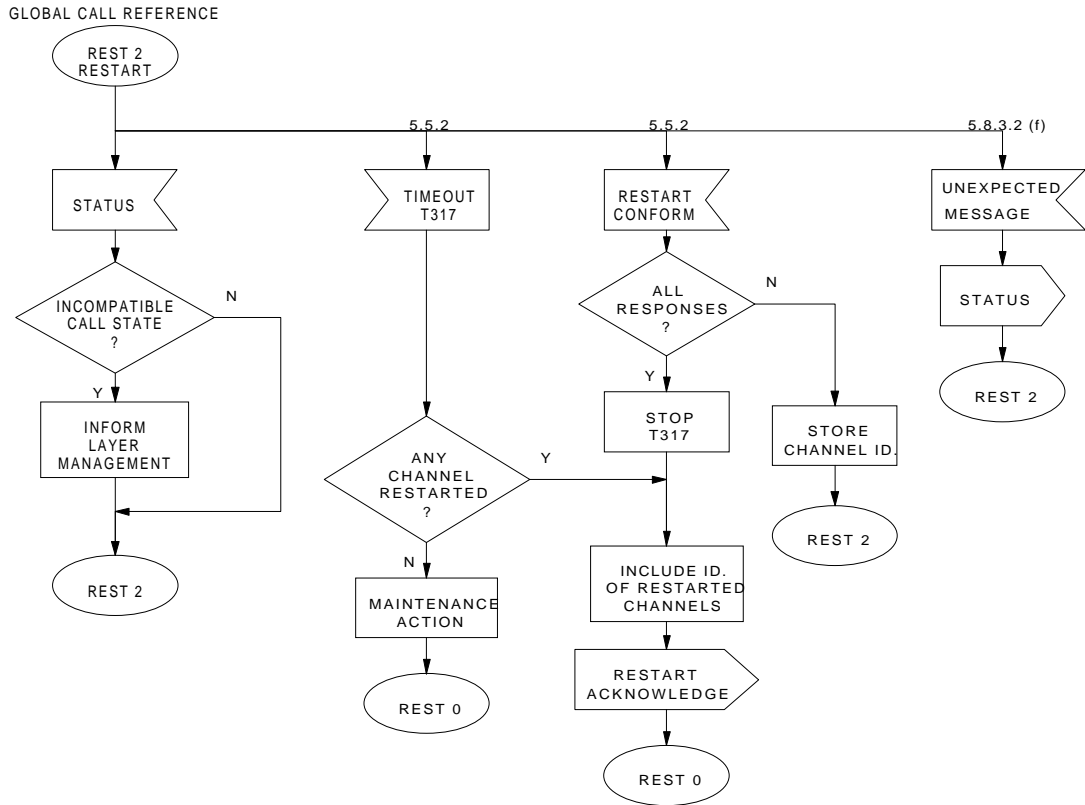 GLOBAL CALL REFERENCE
REST 2
RESTART
5.5.2
5.5.2
5.8.3.2 (f)
STATUS
TIMEOUT
T317
RESTART
CONFORM
UNEXPECTED
MESSAGE
INCOMPATIBLE
CALL STATE
?
N
ALL
RESPONSES
?
N
STATUS
Y
Y
REST 2
INFORM
LAYER
MANAGEMENT
STOP
T317
STORE
CHANNEL ID.
ANY
CHANNEL
RESTARTED
?
Y
REST 2
REST 2
N
INCLUDE ID.
OF RESTARTED
CHANNELS
MAINTENANCE
ACTION
RESTART
ACKNOWLEDGE
REST 0
REST 0